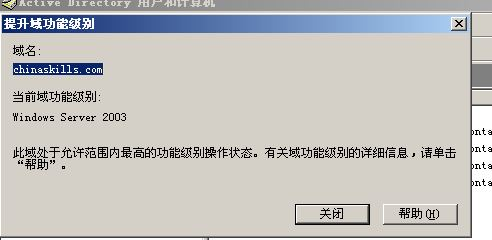 Active Directory 用户和计算机
提升域功能级别
域名:
chinaskills.com
当前域功能级别:
Windows Server 2003
此域处于允许范围内最高的功能级别操作状态。有关域功能级别的详细信息，请单击
“帮助”。
关闭
帮助(H)